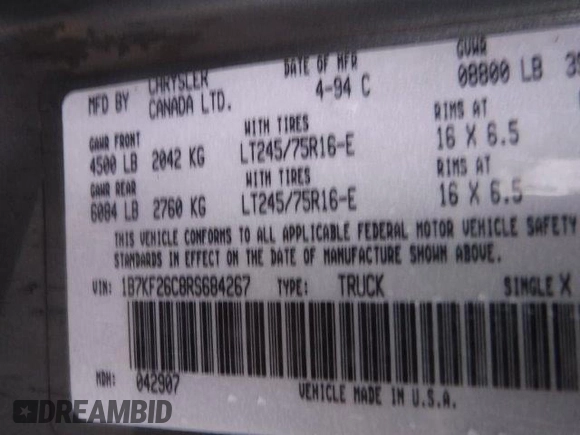 MFD BY CHRYSLER CANADA LTD. DATE OF MFR 4-94 C GVWR 08800 LB
GAWR FRONT WITH TIRES RIMS AT
4500 LB 2042 KG LT245/75R16-E 16 X 6.5
GAWR REAR WITH TIRES RIMS AT
6084 LB 2760 KG LT245/75R16-E 16 X 6.5
THIS VEHICLE CONFORMS TO ALL APPLICABLE FEDERAL MOTOR VEHICLE SAFETY
STANDARDS IN EFFECT ON THE DATE OF MANUFACTURE SHOWN ABOVE.
VIN: 1B7KF26C8RS684267 TYPE: TRUCK SINGLE X
MDH: 042907 VEHICLE MADE IN U.S.A.
DREAMBID